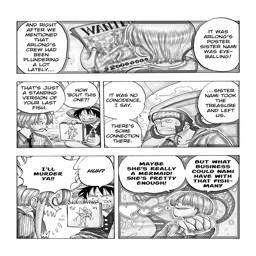 AND RIGHT
AFTER WE
MENTIONED
THAT
ARLONG'S
CREW HAD
BEEN
PLUNDERING
A LOT
LATELY...
WANTE
20000000
IT WAS
ARLONG'S
POSTER
SISTER NAMI
WAS EYE-
BALLING!
THAT'S JUST
A STANDING
VERSION OF
YOUR LAST
FISH.
HOW
'BOUT THIS
ONE?!
IT WAS NO
COINCIDENCE,
I SAY.
THERE'S
SOME
CONNECTION
THERE.
...SISTER
NAMI TOOK
THE
TREASURE
AND LEFT
US.
I'LL
MURDER
YA!!
HUH?
MAYBE
SHE'S REALLY
A MERMAID!
SHE'S PRETTY
ENOUGH!
BUT WHAT
BUSINESS
COULD NAMI
HAVE WITH
THAT FISH-
MAN?